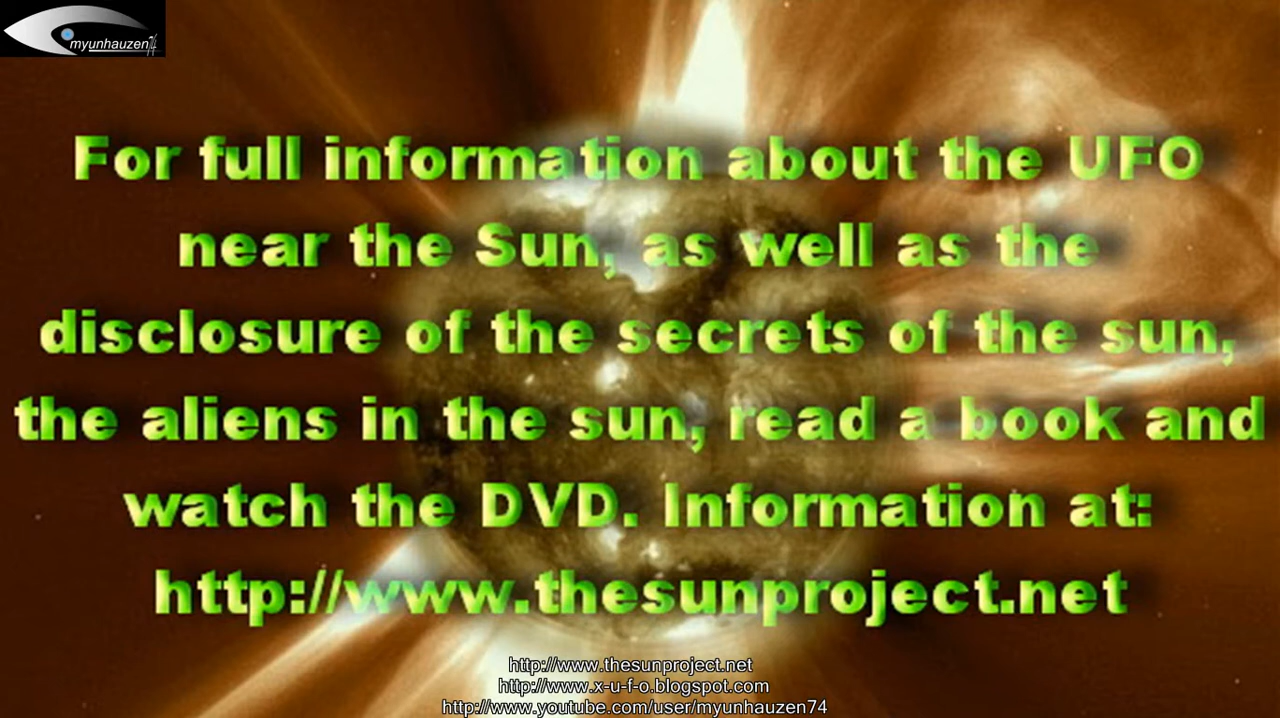 myunhauzen74
For full information about the UFO
near the Sun, as well as the
disclosure of the secrets of the sun,
the aliens in the sun, read a book and
watch the DVD. Information at:
http://www.thesunproject.net
http://www.thesunproject.net
http://www.x-u-f-o.blogspot.com
http://www.youtube.com/user/myunhauzen74